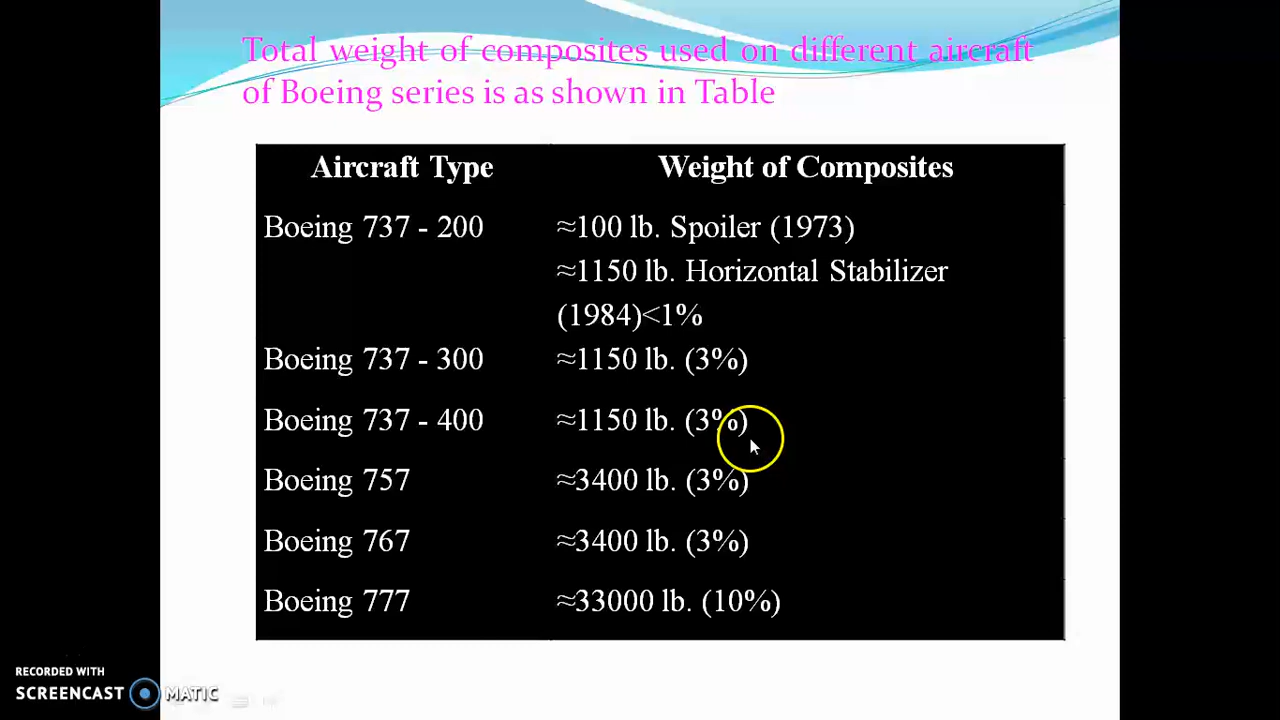 Total weight of composites used on different aircraft
of Boeing series is as shown in Table
Aircraft Type Weight of Composites
Boeing 737 - 200 ≈100 lb. Spoiler (1973)
≈1150 lb. Horizontal Stabilizer
(1984)<1%
Boeing 737 - 300 ≈1150 lb. (3%)
Boeing 737 - 400 ≈1150 lb. (3%)
Boeing 757 ≈3400 lb. (3%)
Boeing 767 ≈3400 lb. (3%)
Boeing 777 ≈33000 lb. (10%)
RECORDED WITH
SCREENCAST MATIC